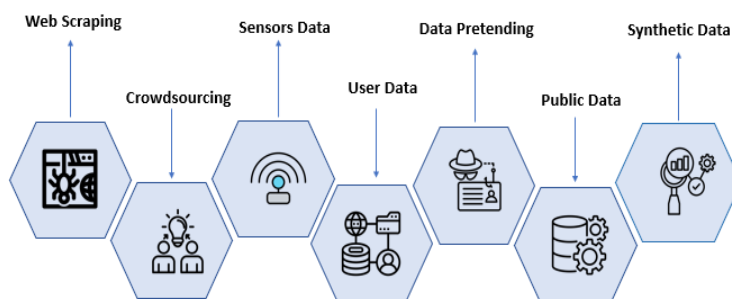 Web Scraping
Crowdsourcing
Sensors Data
User Data
Data Pretending
Public Data
Synthetic Data